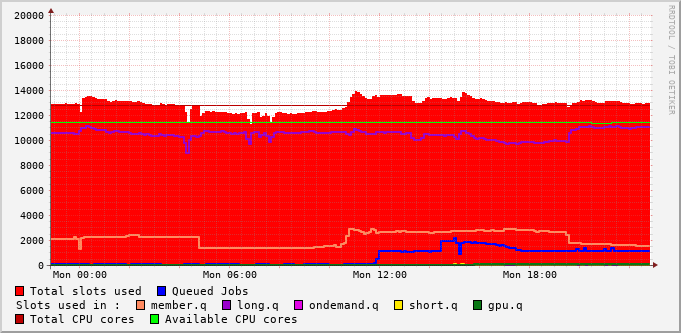 20000
18000
16000
14000
12000
10000
8000
6000
4000
2000
0
Mon 00:00 Mon 06:00 Mon 12:00 Mon 18:00
RRDTOOL / TOBI OETIKER
Total slots used Queued Jobs
Slots used in : member.q long.q ondemand.q short.q gpu.q
Total CPU cores Available CPU cores